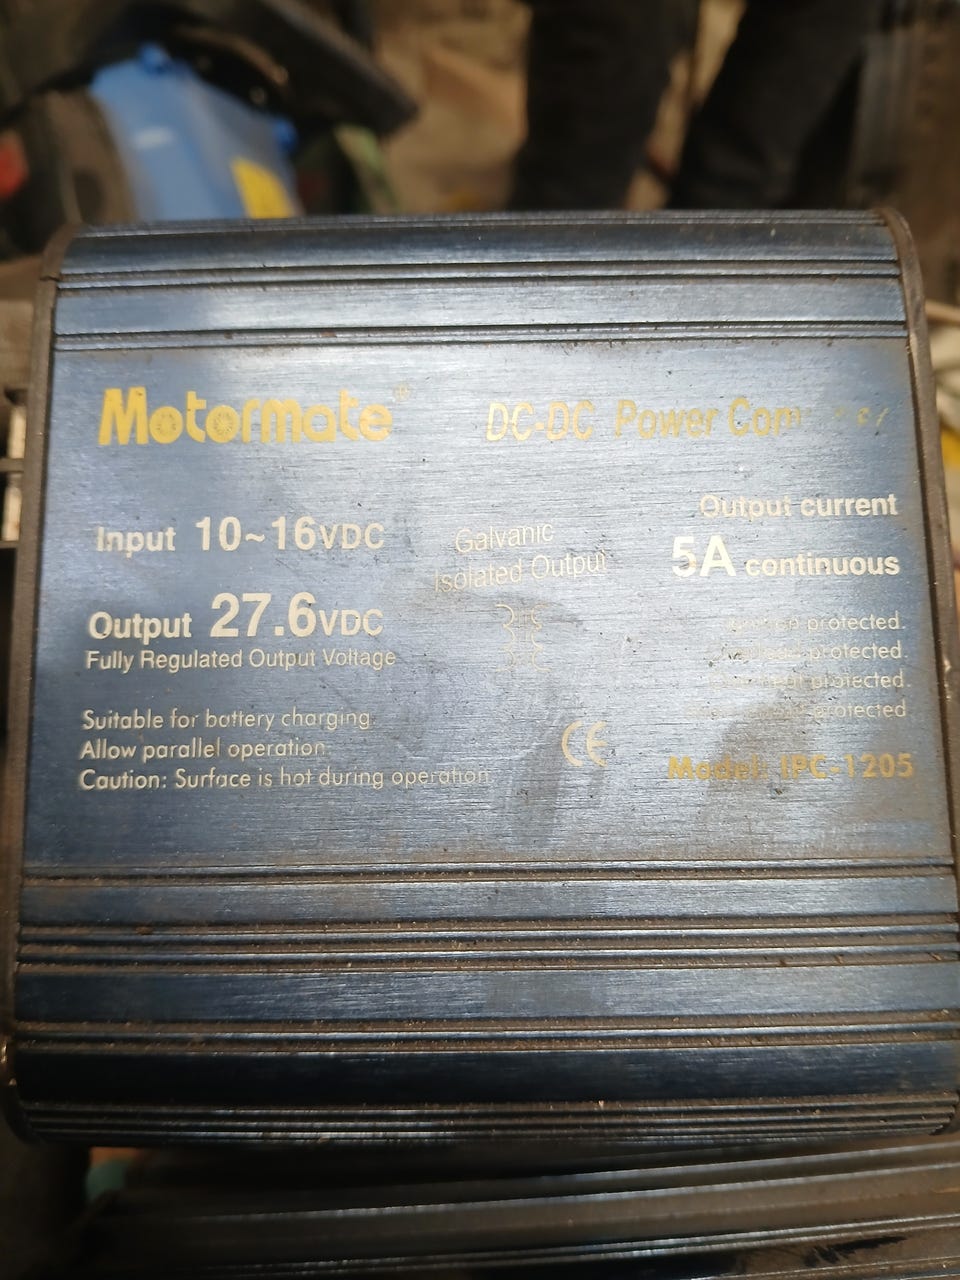 Motormate®
DC-DC Power Con
Input 10~16VDC
Output 27.6VDC
Fully Regulated Output Voltage
Suitable for battery charging.
Allow parallel operation.
Caution: Surface is hot during operation.
Galvanic
Isolated Output
CE
Output current
5A continuous
protected.
Overload protected.
Overheat protected.
protected
Model: IPC-1205